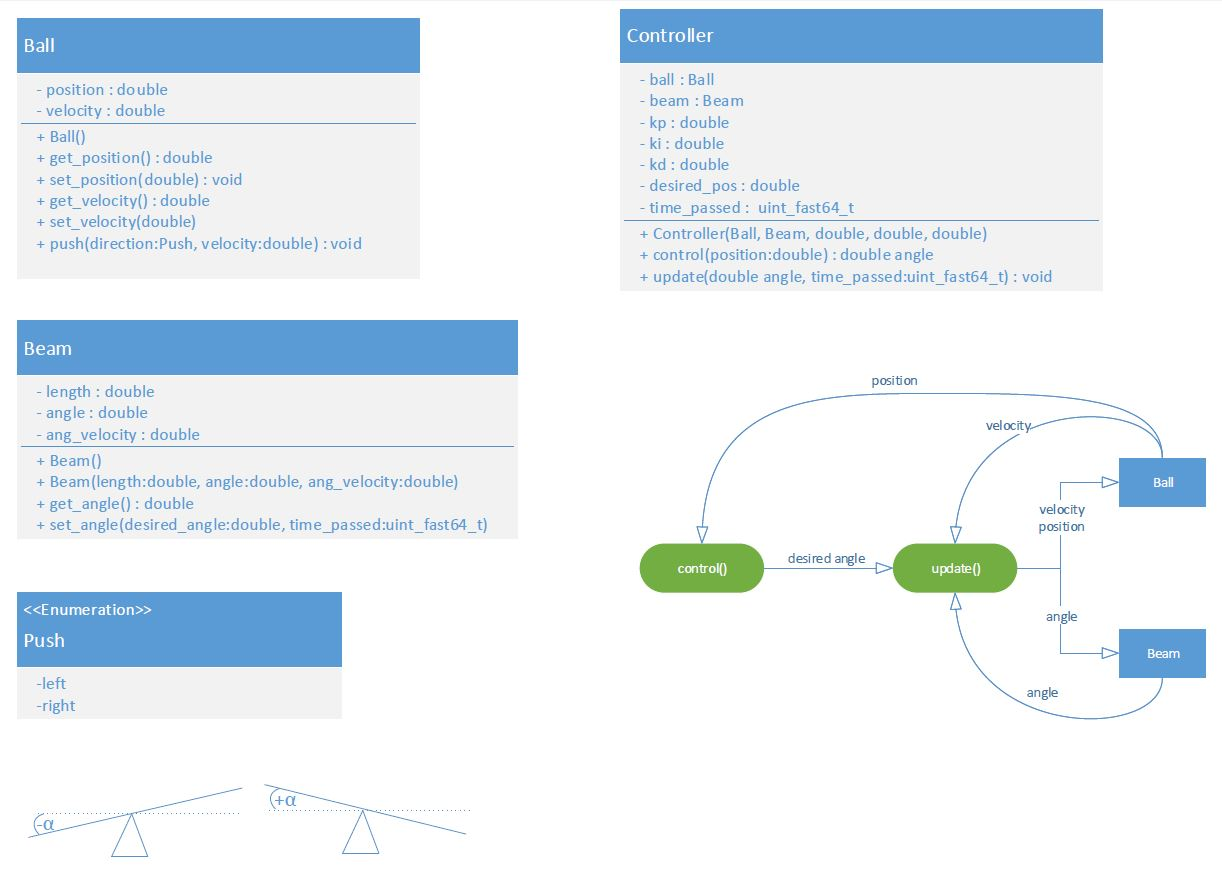 Ball
- position : double
- velocity : double
+ Ball()
+ get_position() : double
+ set_position(double) : void
+ get_velocity() : double
+ set_velocity(double)
+ push(direction:Push, velocity:double) : void
Controller
- ball : Ball
- beam : Beam
- kp : double
- ki : double
- kd : double
- desired_pos : double
- time_passed : uint_fast64_t
+ Controller(Ball, Beam, double, double, double)
+ control(position:double) : double angle
+ update(double angle, time_passed:uint_fast64_t) : void
Beam
- length : double
- angle : double
- ang_velocity : double
+ Beam()
+ Beam(length:double, angle:double, ang_velocity:double)
+ get_angle() : double
+ set_angle(desired_angle:double, time_passed:uint_fast64_t)
<<Enumeration>>
Push
-left
-right
-α
+α
position
velocity
Ball
velocity
position
control()
desired angle
update()
angle
Beam
angle